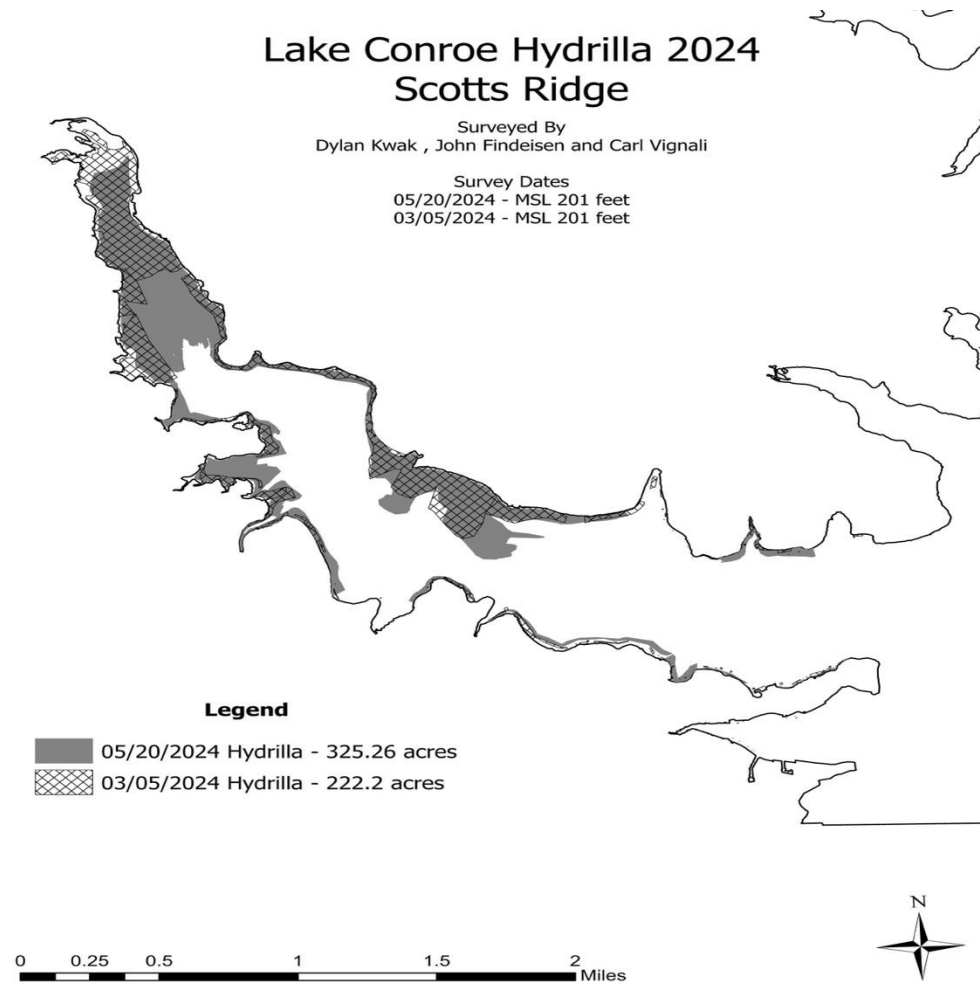 Lake Conroe Hydrilla 2024
Scotts Ridge
Surveyed By
Dylan Kwak , John Findeisen and Carl Vignali
Survey Dates
05/20/2024 - MSL 201 feet
03/05/2024 - MSL 201 feet
Legend
05/20/2024 Hydrilla - 325.26 acres
03/05/2024 Hydrilla - 222.2 acres
N
0 0.25 0.5 1 1.5 2
Miles